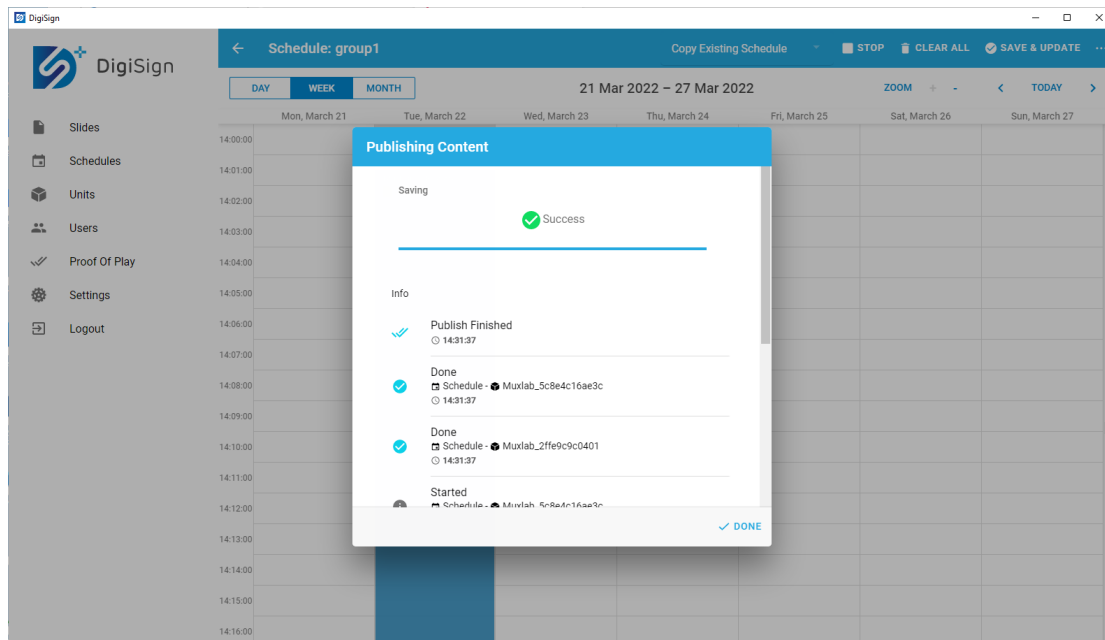 DigiSign
DigiSign
Schedule: group1
Copy Existing Schedule
STOP
CLEAR ALL
SAVE & UPDATE
DAY
WEEK
MONTH
21 Mar 2022 – 27 Mar 2022
ZOOM + -
< TODAY >
Mon, March 21
Tue, March 22
Wed, March 23
Thu, March 24
Fri, March 25
Sat, March 26
Sun, March 27
Slides
Schedules
Units
Users
Proof Of Play
Settings
Logout
14:00:00
14:01:00
14:02:00
14:03:00
14:04:00
14:05:00
14:06:00
14:07:00
14:08:00
14:09:00
14:10:00
14:11:00
14:12:00
14:13:00
14:14:00
14:15:00
14:16:00
Publishing Content
Saving
Success
Info
Publish Finished
14:31:37
Done
Schedule - Muxlab_5c8e4c16ae3c
14:31:37
Done
Schedule - Muxlab_2ffe9c9c0401
14:31:37
Started
Schedule - Muxlab_5c8e4c16ae3c
DONE